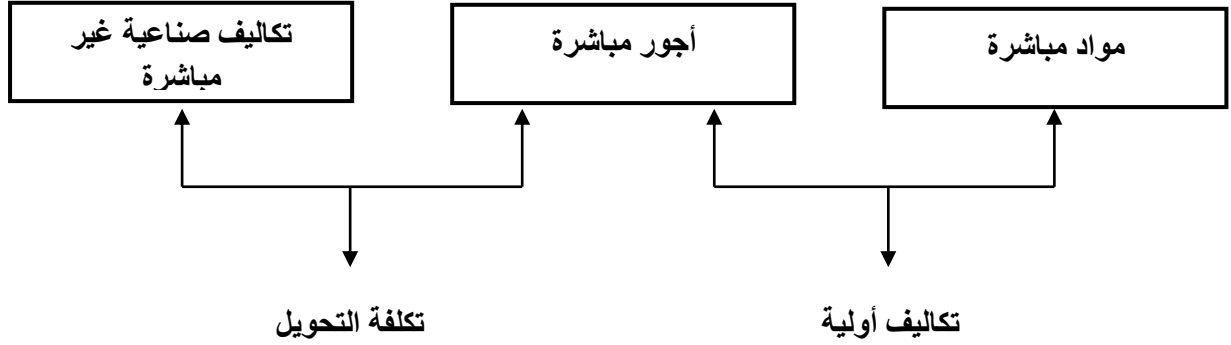 مواد مباشرة
أجور مباشرة
تكاليف صناعية غير
مباشرة
تكاليف أولية
تكلفة التحويل